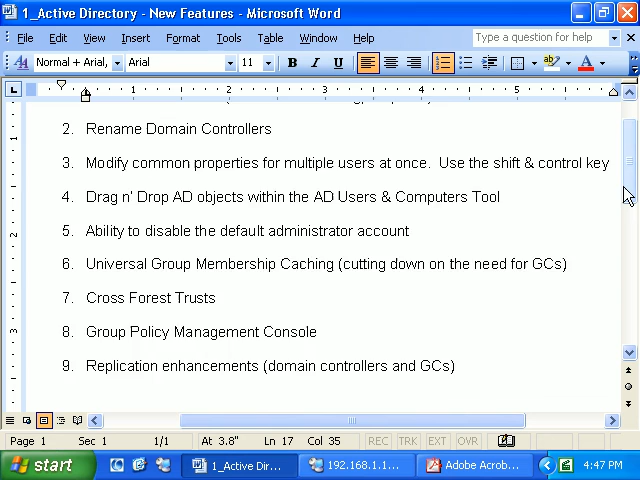 1_Active Directory - New Features - Microsoft Word
File Edit View Insert Format Tools Table Window Help Type a question for help
Normal + Arial, Arial 11 B I U
1 2 3 4 5
2. Rename Domain Controllers
3. Modify common properties for multiple users at once. Use the shift & control key
4. Drag n' Drop AD objects within the AD Users & Computers Tool
5. Ability to disable the default administrator account
6. Universal Group Membership Caching (cutting down on the need for GCs)
7. Cross Forest Trusts
8. Group Policy Management Console
9. Replication enhancements (domain controllers and GCs)
Page 1 Sec 1 1/1 At 3.8" Ln 17 Col 35 REC TRK EXT OVR
start 1_Active Dir... 192.168.1.1... Adobe Acrob... 4:47 PM